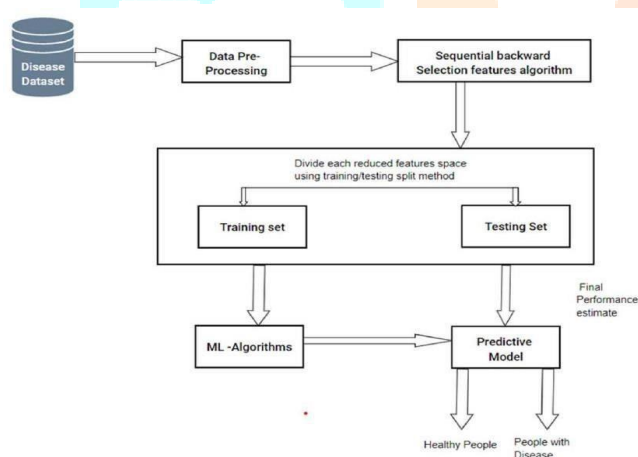 Disease
Dataset
Data Pre-
Processing
Sequential backward
Selection features algorithm
Divide each reduced features space
using training/testing split method
Training set
Testing Set
Final
Performance
estimate
ML -Algorithms
Predictive
Model
Healthy People
People with
Disease